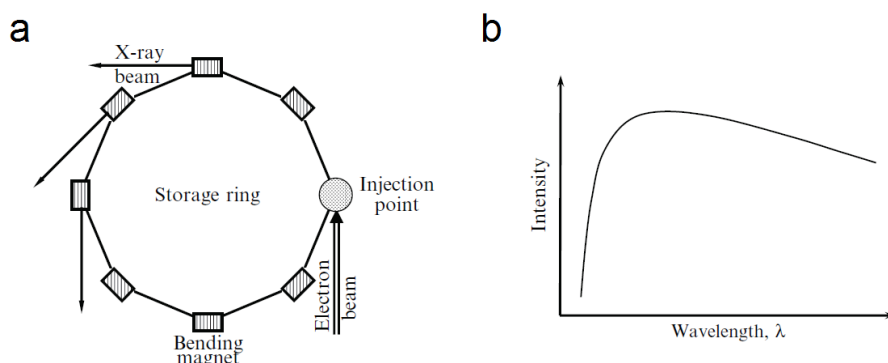 a
X-ray
beam
Storage ring
Injection
point
Electron
beam
Bending
magnet
b
Intensity
Wavelength, λ